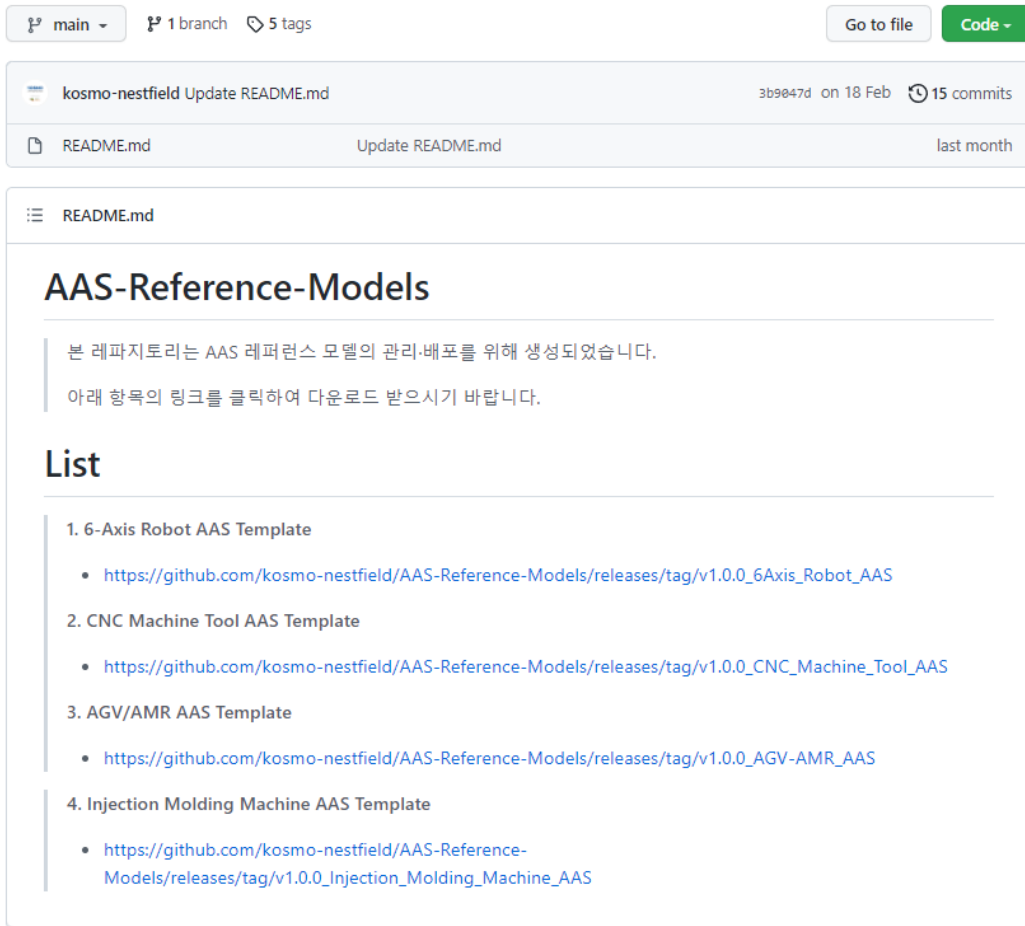 main
1 branch
5 tags
Go to file
Code
kosmo-nestfield Update README.md
3b9047d on 18 Feb
15 commits
README.md
Update README.md
last month
README.md
AAS-Reference-Models
본 레파지토리는 AAS 레퍼런스 모델의 관리·배포를 위해 생성되었습니다.
아래 항목의 링크를 클릭하여 다운로드 받으시기 바랍니다.
List
1. 6-Axis Robot AAS Template
• https://github.com/kosmo-nestfield/AAS-Reference-Models/releases/tag/v1.0.0_6Axis_Robot_AAS
2. CNC Machine Tool AAS Template
• https://github.com/kosmo-nestfield/AAS-Reference-Models/releases/tag/v1.0.0_CNC_Machine_Tool_AAS
3. AGV/AMR AAS Template
• https://github.com/kosmo-nestfield/AAS-Reference-Models/releases/tag/v1.0.0_AGV-AMR_AAS
4. Injection Molding Machine AAS Template
• https://github.com/kosmo-nestfield/AAS-Reference-
Models/releases/tag/v1.0.0_Injection_Molding_Machine_AAS